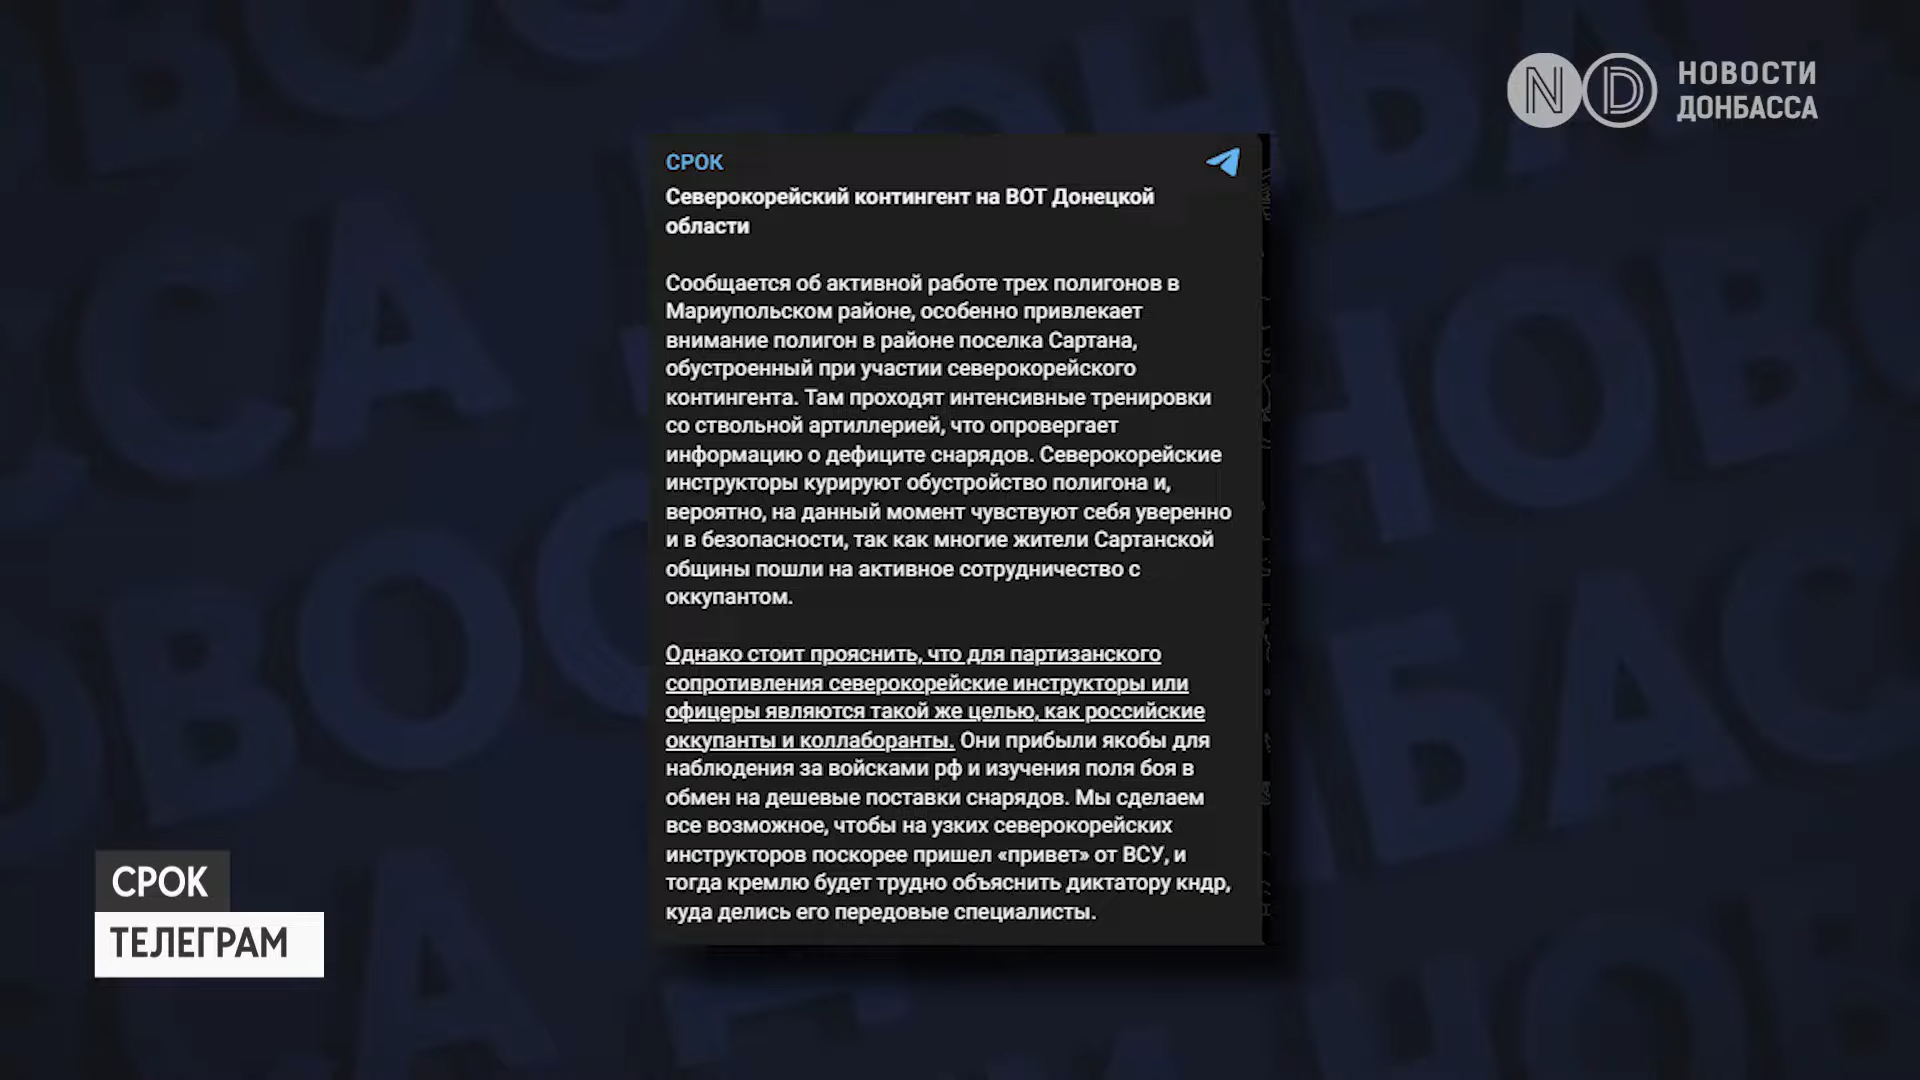 ND НОВОСТИ
ДОНБАССА
СРОК
Северокорейский контингент на ВОТ Донецкой
области
Сообщается об активной работе трех полигонов в
Мариупольском районе, особенно привлекает
внимание полигон в районе поселка Сартана,
обустроенный при участии северокорейского
контингента. Там проходят интенсивные тренировки
со ствольной артиллерией, что опровергает
информацию о дефиците снарядов. Северокорейские
инструкторы курируют обустройство полигона и,
вероятно, на данный момент чувствуют себя уверенно
и в безопасности, так как многие жители Сартанской
общины пошли на активное сотрудничество с
оккупантом.
Однако стоит прояснить, что для партизанского
сопротивления северокорейские инструкторы или
офицеры являются такой же целью, как российские
оккупанты и коллаборанты. Они прибыли якобы для
наблюдения за войсками рф и изучения поля боя в
обмен на дешевые поставки снарядов. Мы сделаем
все возможное, чтобы на узких северокорейских
инструкторов поскорее пришел «привет» от ВСУ, и
тогда кремлю будет трудно объяснить диктатору кндр,
куда делись его передовые специалисты.
СРОК
ТЕЛЕГРАМ